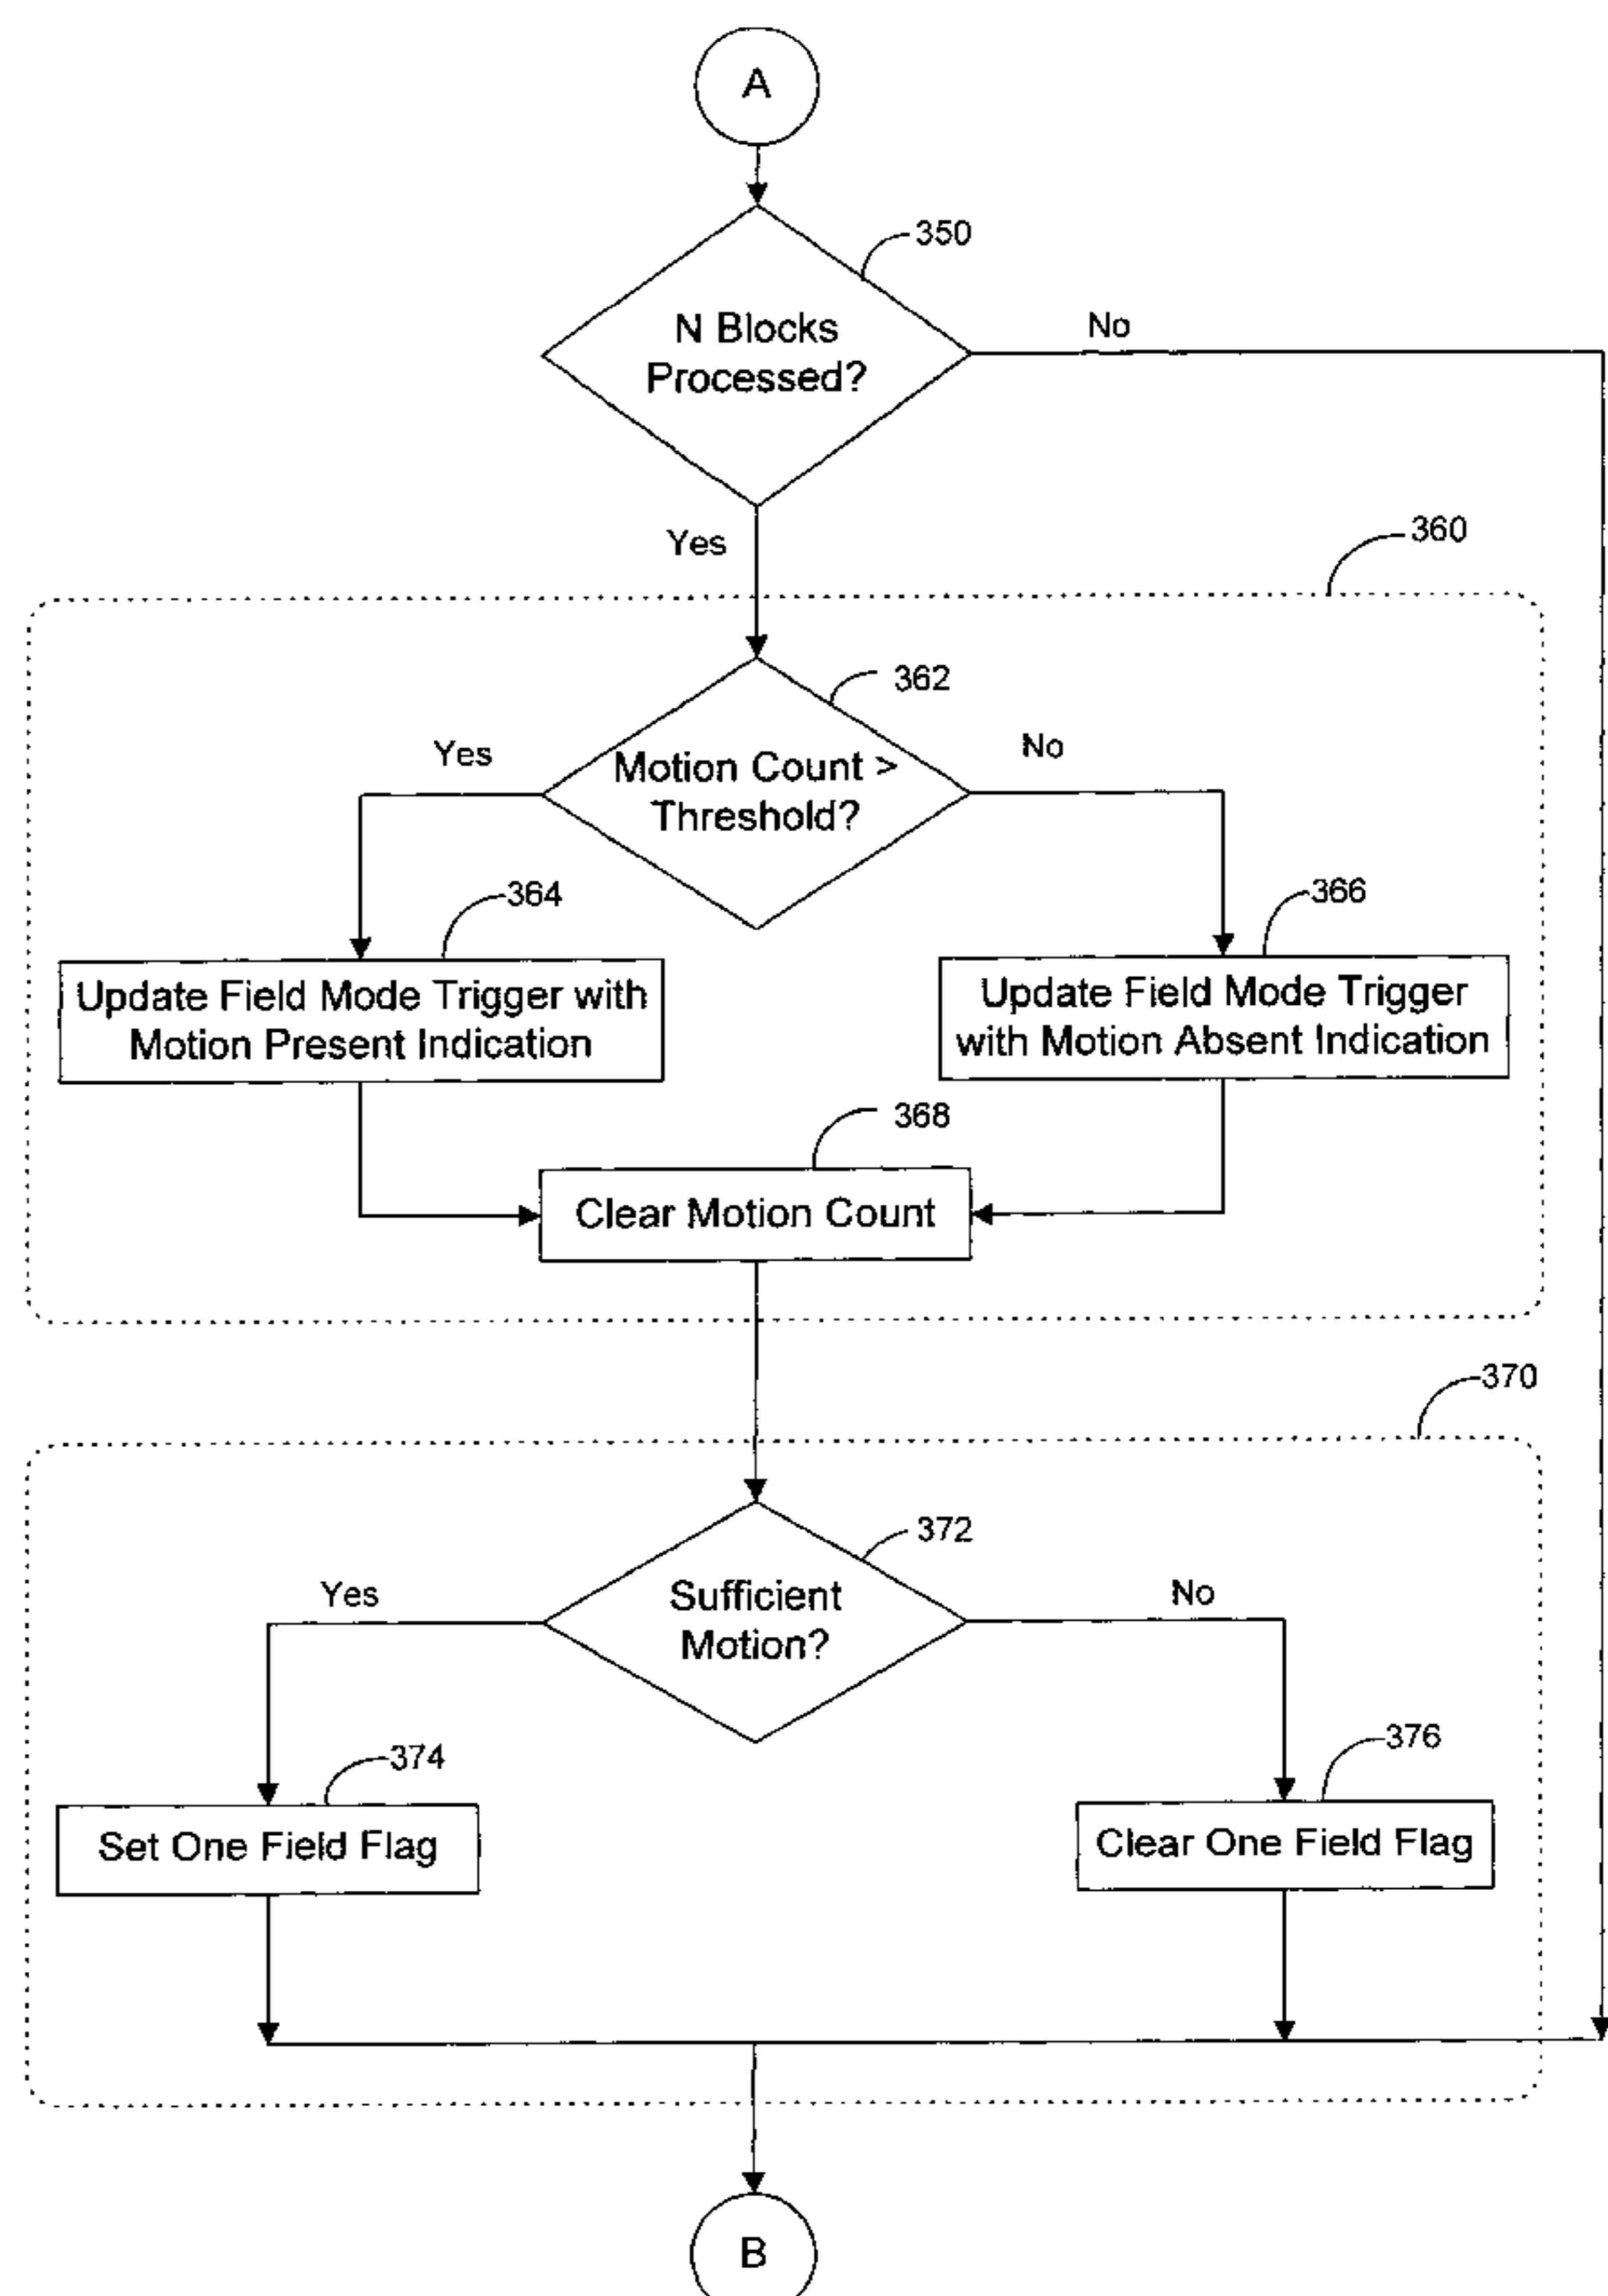 A
350
N Blocks
Processed?
No
Yes
360
362
Motion Count >
Threshold?
Yes
No
364
366
Update Field Mode Trigger with
Motion Present Indication
Update Field Mode Trigger
with Motion Absent Indication
368
Clear Motion Count
370
372
Sufficient
Motion?
Yes
No
374
376
Set One Field Flag
Clear One Field Flag
B